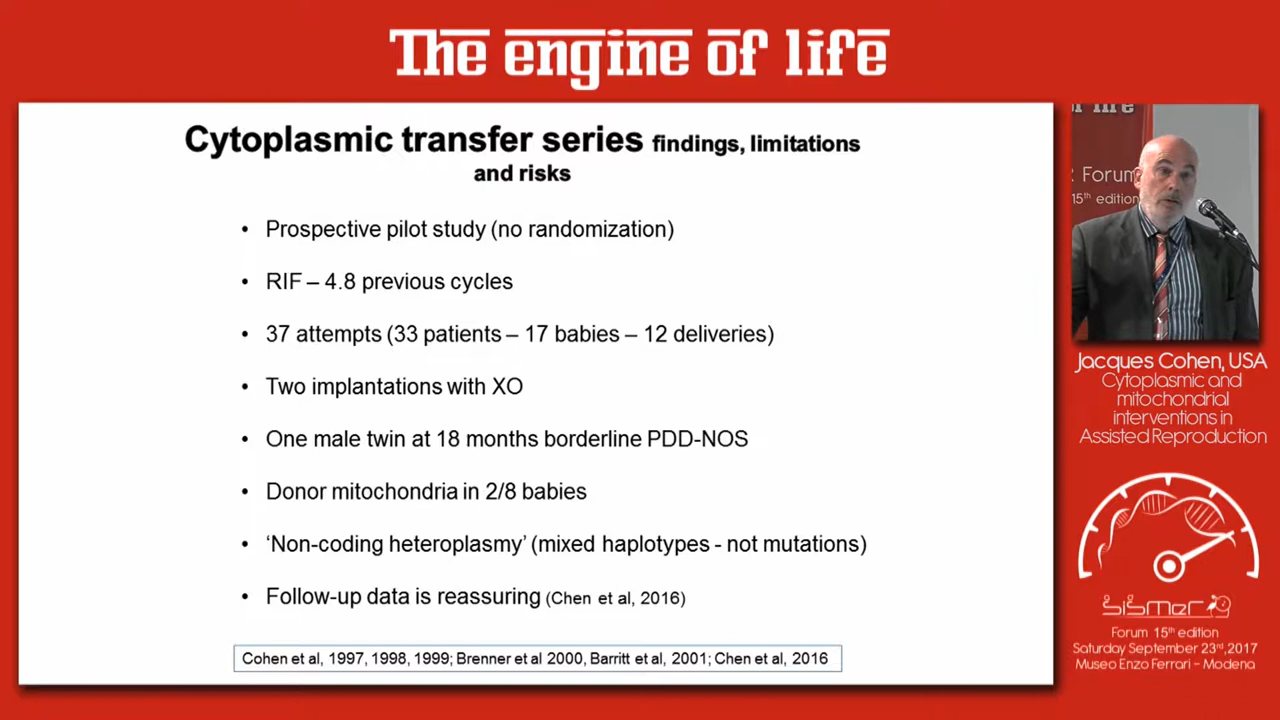 The engine of life
Cytoplasmic transfer series findings, limitations
and risks
• Prospective pilot study (no randomization)
• RIF – 4.8 previous cycles
• 37 attempts (33 patients – 17 babies – 12 deliveries)
• Two implantations with XO
• One male twin at 18 months borderline PDD-NOS
• Donor mitochondria in 2/8 babies
• ‘Non-coding heteroplasmy’ (mixed haplotypes - not mutations)
• Follow-up data is reassuring (Chen et al, 2016)
Cohen et al, 1997, 1998, 1999; Brenner et al 2000, Barritt et al, 2001; Chen et al, 2016
Forum
15th edition
Jacques Cohen, USA
Cytoplasmic and
mitochondrial
interventions in
Assisted Reproduction
sismer
Forum 15th edition
Saturday September 23rd,2017
Museo Enzo Ferrari – Modena